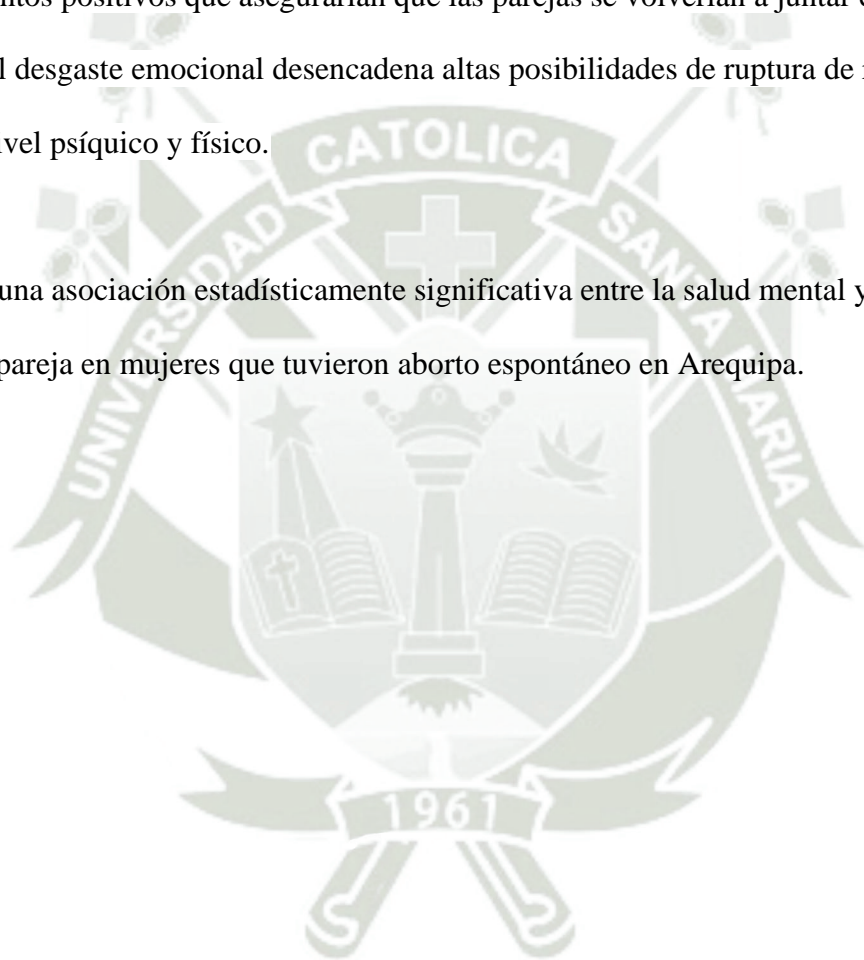 ntos positivos que asegurarían que las parejas se volverían a juntar
l desgaste emocional desencadena altas posibilidades de ruptura de
ivel psíquico y físico.
una asociación estadísticamente significativa entre la salud mental y
pareja en mujeres que tuvieron aborto espontáneo en Arequipa.
UNIVERSIDAD CATOLICA SANTA MARIA
1961